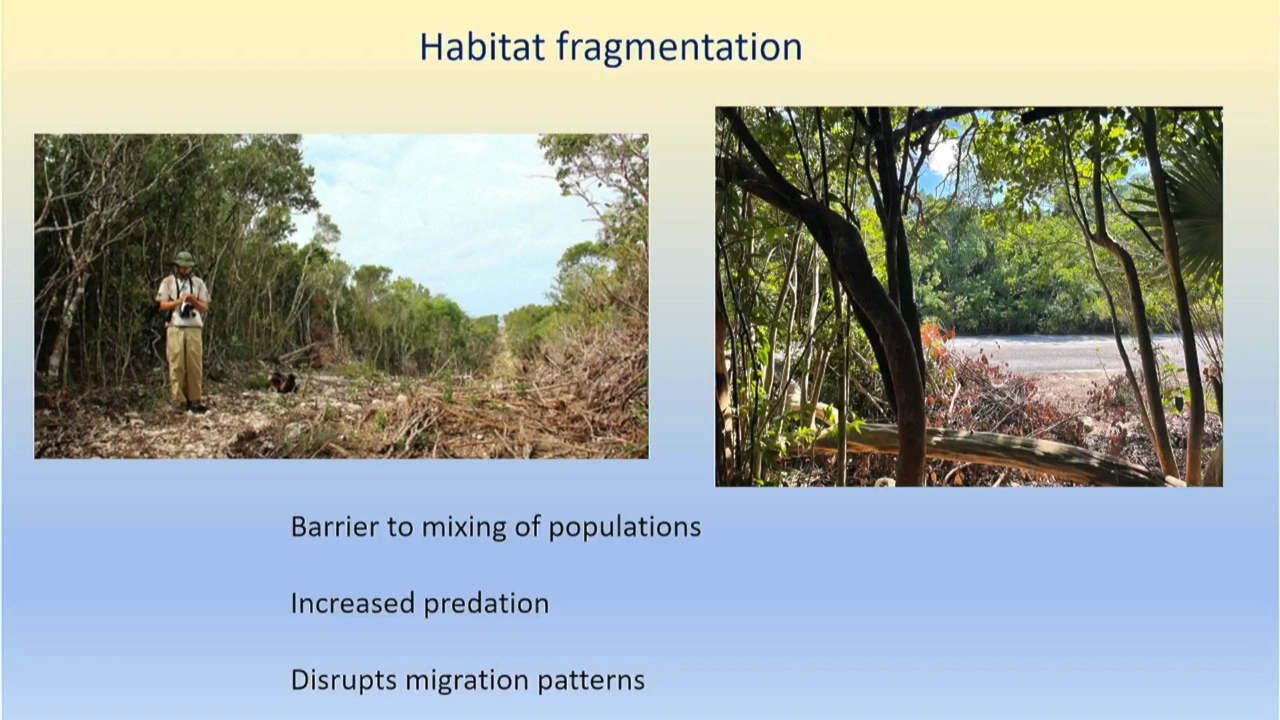 Habitat fragmentation
Barrier to mixing of populations
Increased predation
Disrupts migration patterns